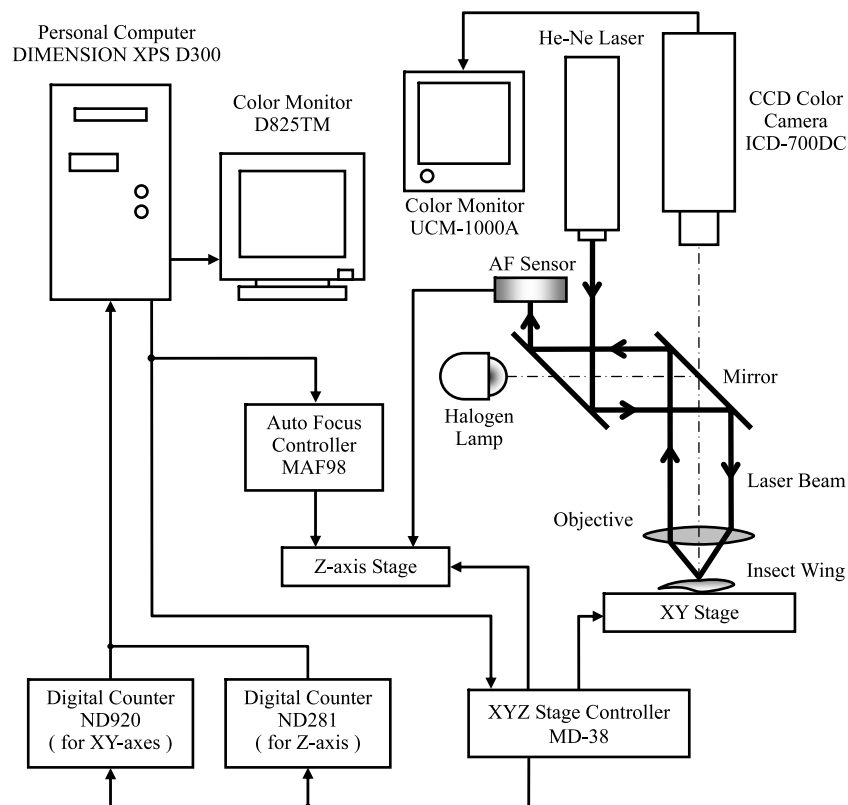 Personal Computer
DIMENSION XPS D300
Color Monitor
D825TM
He-Ne Laser
CCD Color
Camera
ICD-700DC
Color Monitor
UCM-1000A
AF Sensor
Mirror
Halogen
Lamp
Auto Focus
Controller
MAF98
Laser Beam
Objective
Z-axis Stage
Insect Wing
XY Stage
Digital Counter
ND920
( for XY-axes )
Digital Counter
ND281
( for Z-axis )
XYZ Stage Controller
MD-38